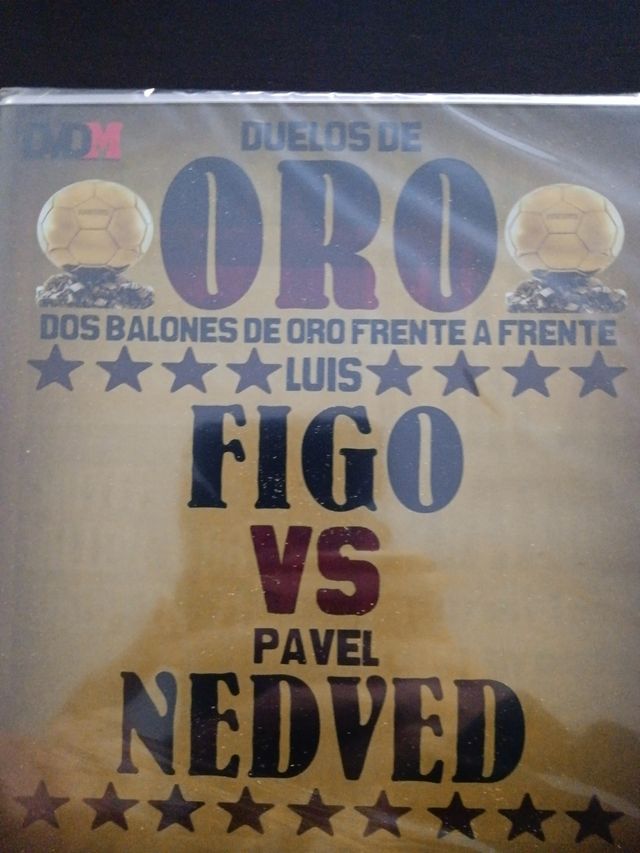 DVDM
DUELOS DE
ORO
DOS BALONES DE ORO FRENTE A FRENTE
LUIS
FIGO
VS
PAVEL
NEDVED